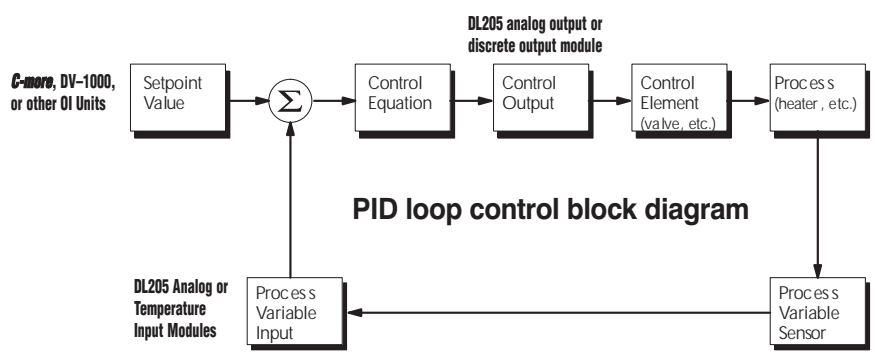 DL205 analog output or
discrete output module
C-more, DV–1000,
or other OI Units
Setpoint
Value
Σ
Control
Equation
Control
Output
Control
Element
(valve, etc.)
Process
(heater, etc.)
PID loop control block diagram
DL205 Analog or
Temperature
Input Modules
Process
Variable
Input
Process
Variable
Sensor